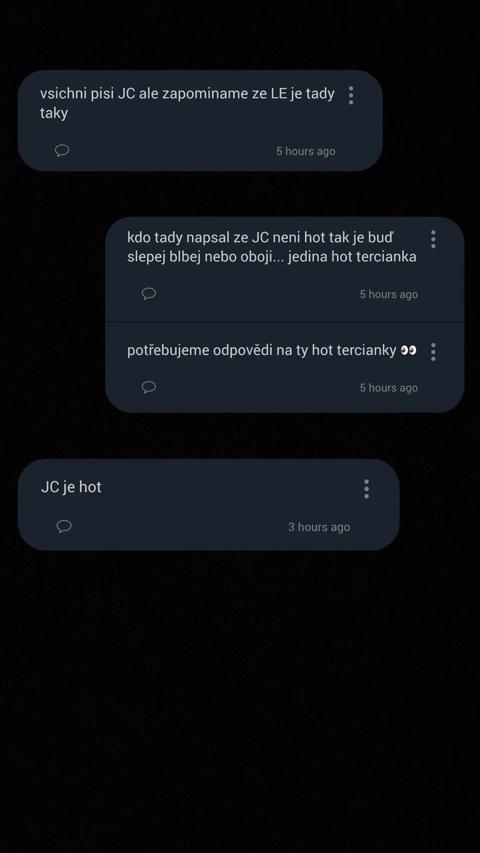 vsichni pisi JC ale zapominame ze LE je tady
taky
5 hours ago
kdo tady napsal ze JC neni hot tak je buď
slepej blbej nebo oboji... jedina hot tercianka
5 hours ago
potřebujeme odpovědi na ty hot tercianky 👀
5 hours ago
JC je hot
3 hours ago